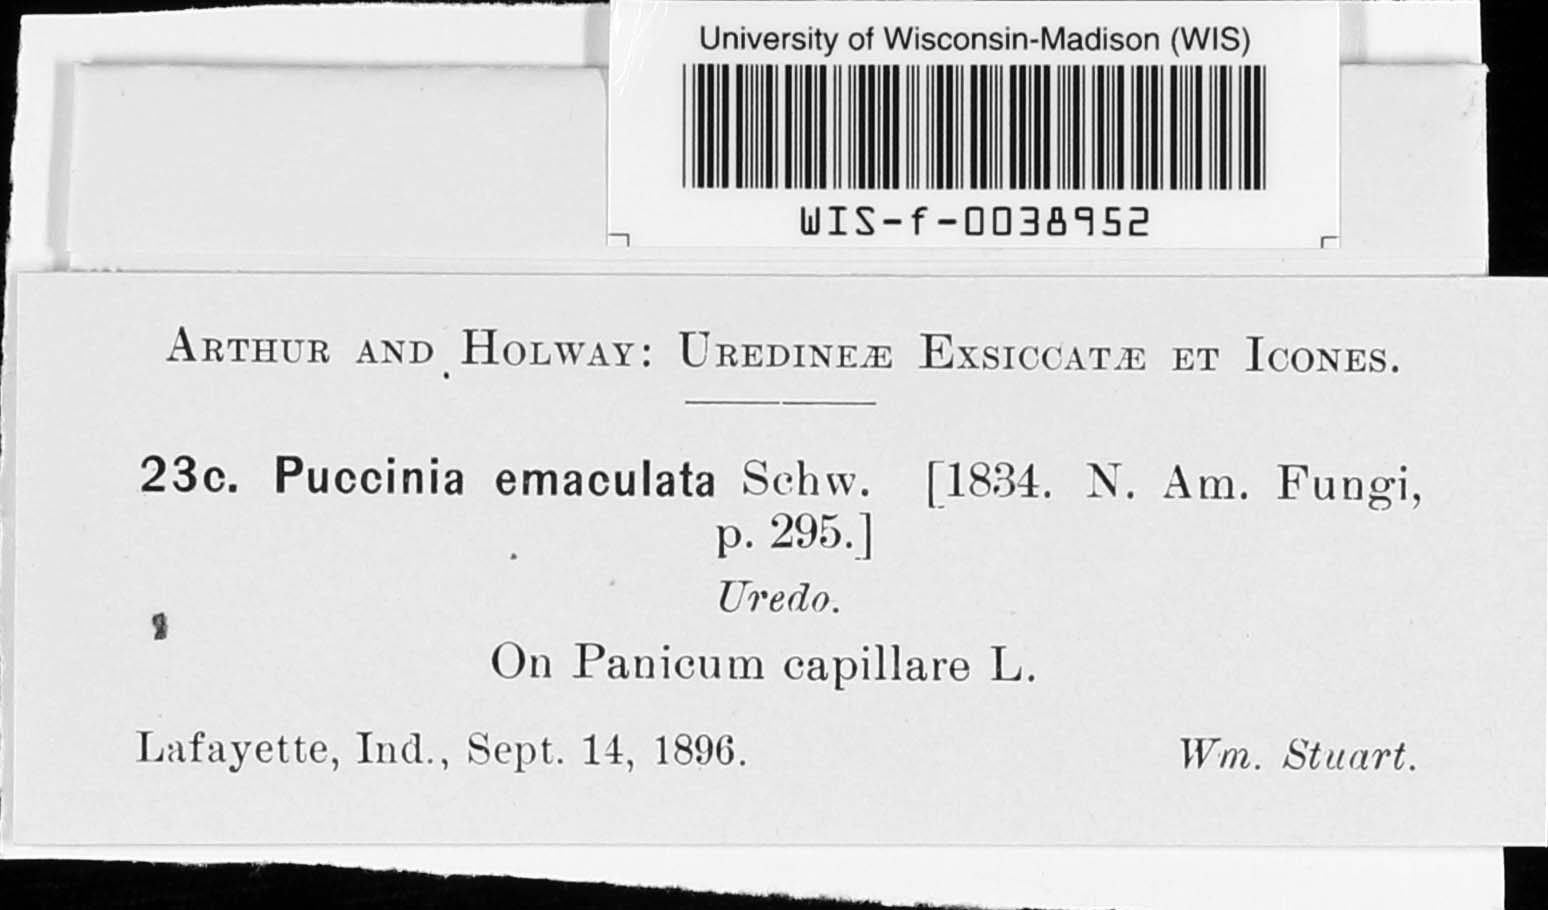 University of Wisconsin-Madison (WIS)
WIS-f-0038952
ARTHUR AND HOLWAY: UREDINEÆ EXSICCATÆ ET ICONES.
23c. Puccinia emaculata Schw. [1834. N. Am. Fungi,
p. 295.]
Uredo.
On Panicum capillare L.
Lafayette, Ind., Sept. 14, 1896. Wm. Stuart.